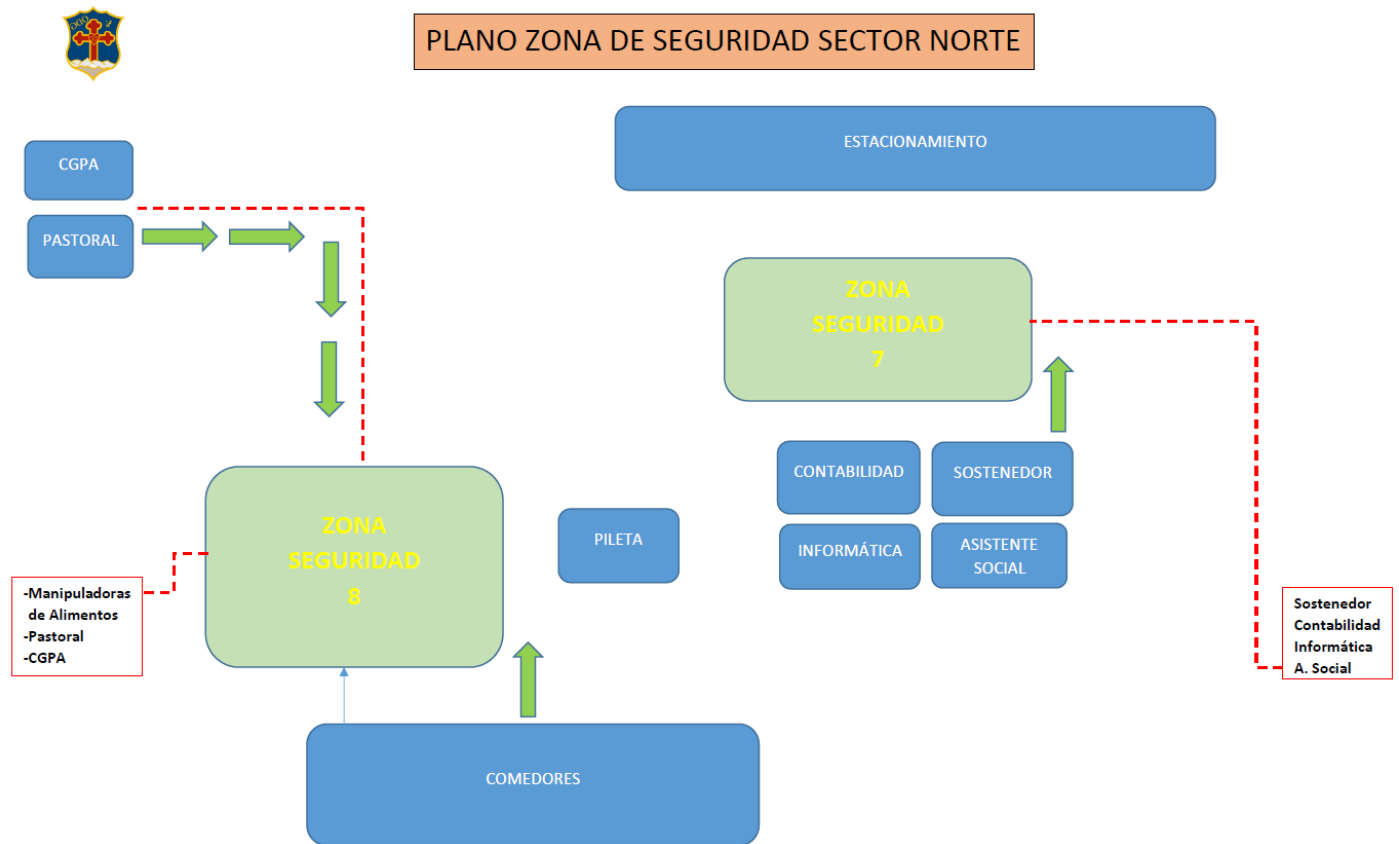 PLANO ZONA DE SEGURIDAD SECTOR NORTE
ESTACIONAMIENTO
CGPA
PASTORAL
ZONA
SEGURIDAD
7
CONTABILIDAD
SOSTENEDOR
INFORMÁTICA
ASISTENTE
SOCIAL
ZONA
SEGURIDAD
8
PILETA
-Manipuladoras
de Alimentos
-Pastoral
-CGPA
Sostenedor
Contabilidad
Informática
A. Social
COMEDORES